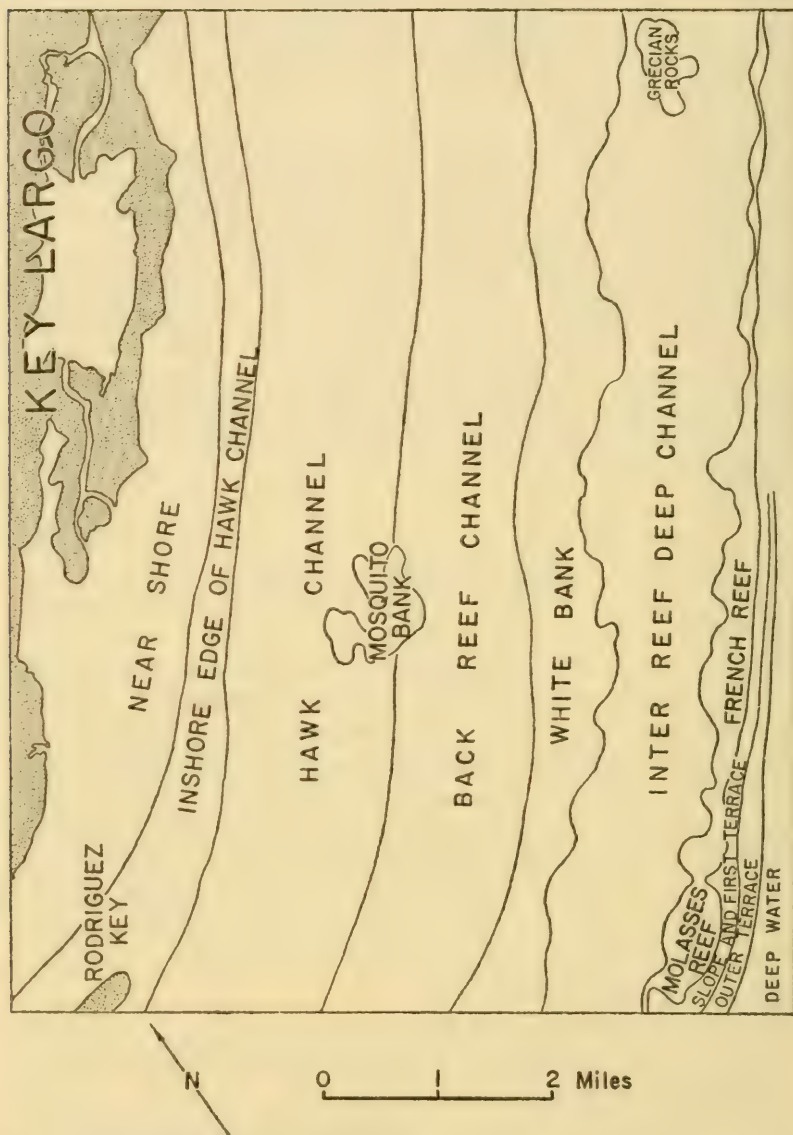 KEY LARGO
GRECIAN
ROCKS
NEAR SHORE
INSHORE EDGE OF HAWK CHANNEL
RODRIGUEZ
KEY
HAWK CHANNEL
MOSQUITO
BANK
BACK REEF CHANNEL
WHITE BANK
INTER REEF DEEP CHANNEL
FRENCH REEF
MOLASSES
REEF
SLOPE AND FIRST TERRACE
OUTER TERRACE
DEEP WATER
N
0 1 2 Miles